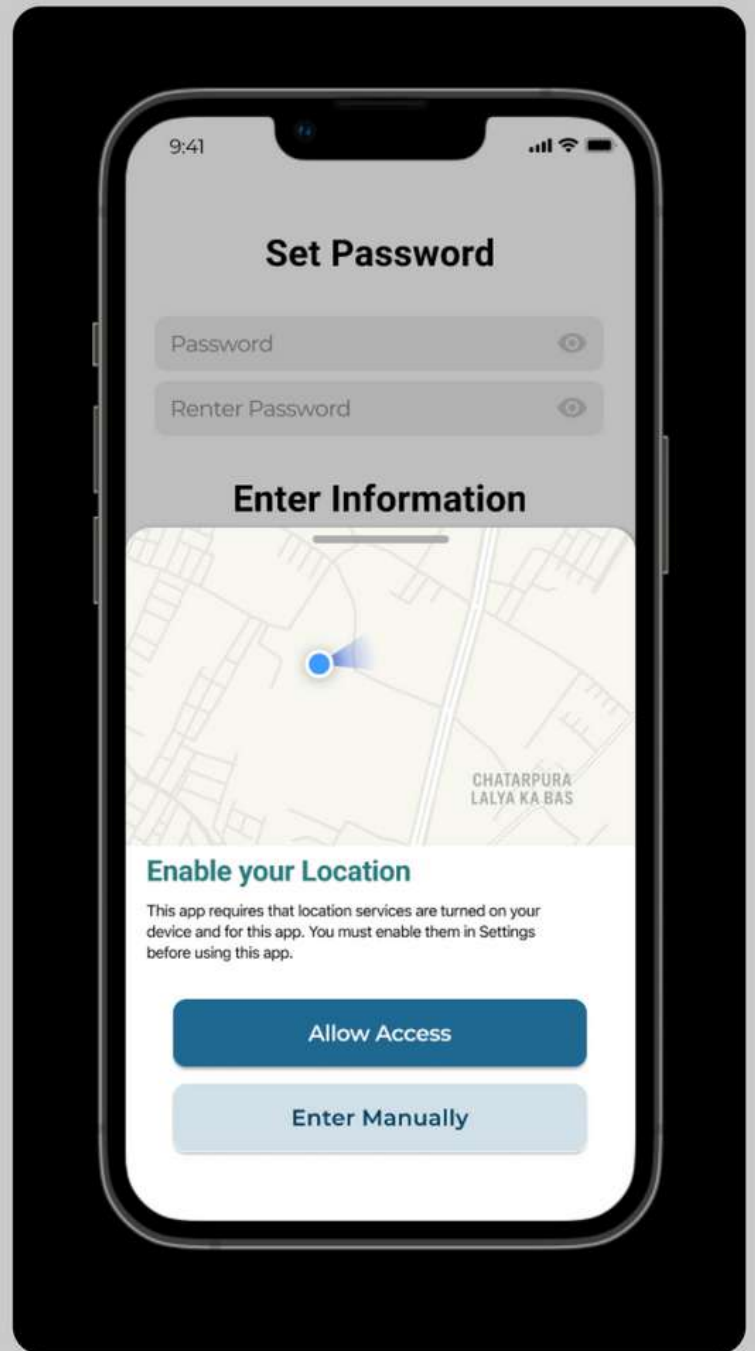 9:41
Set Password
Password
Renter Password
Enter Information
CHATARPURA
LALYA KA BAS
Enable your Location
This app requires that location services are turned on your
device and for this app. You must enable them in Settings
before using this app.
Allow Access
Enter Manually